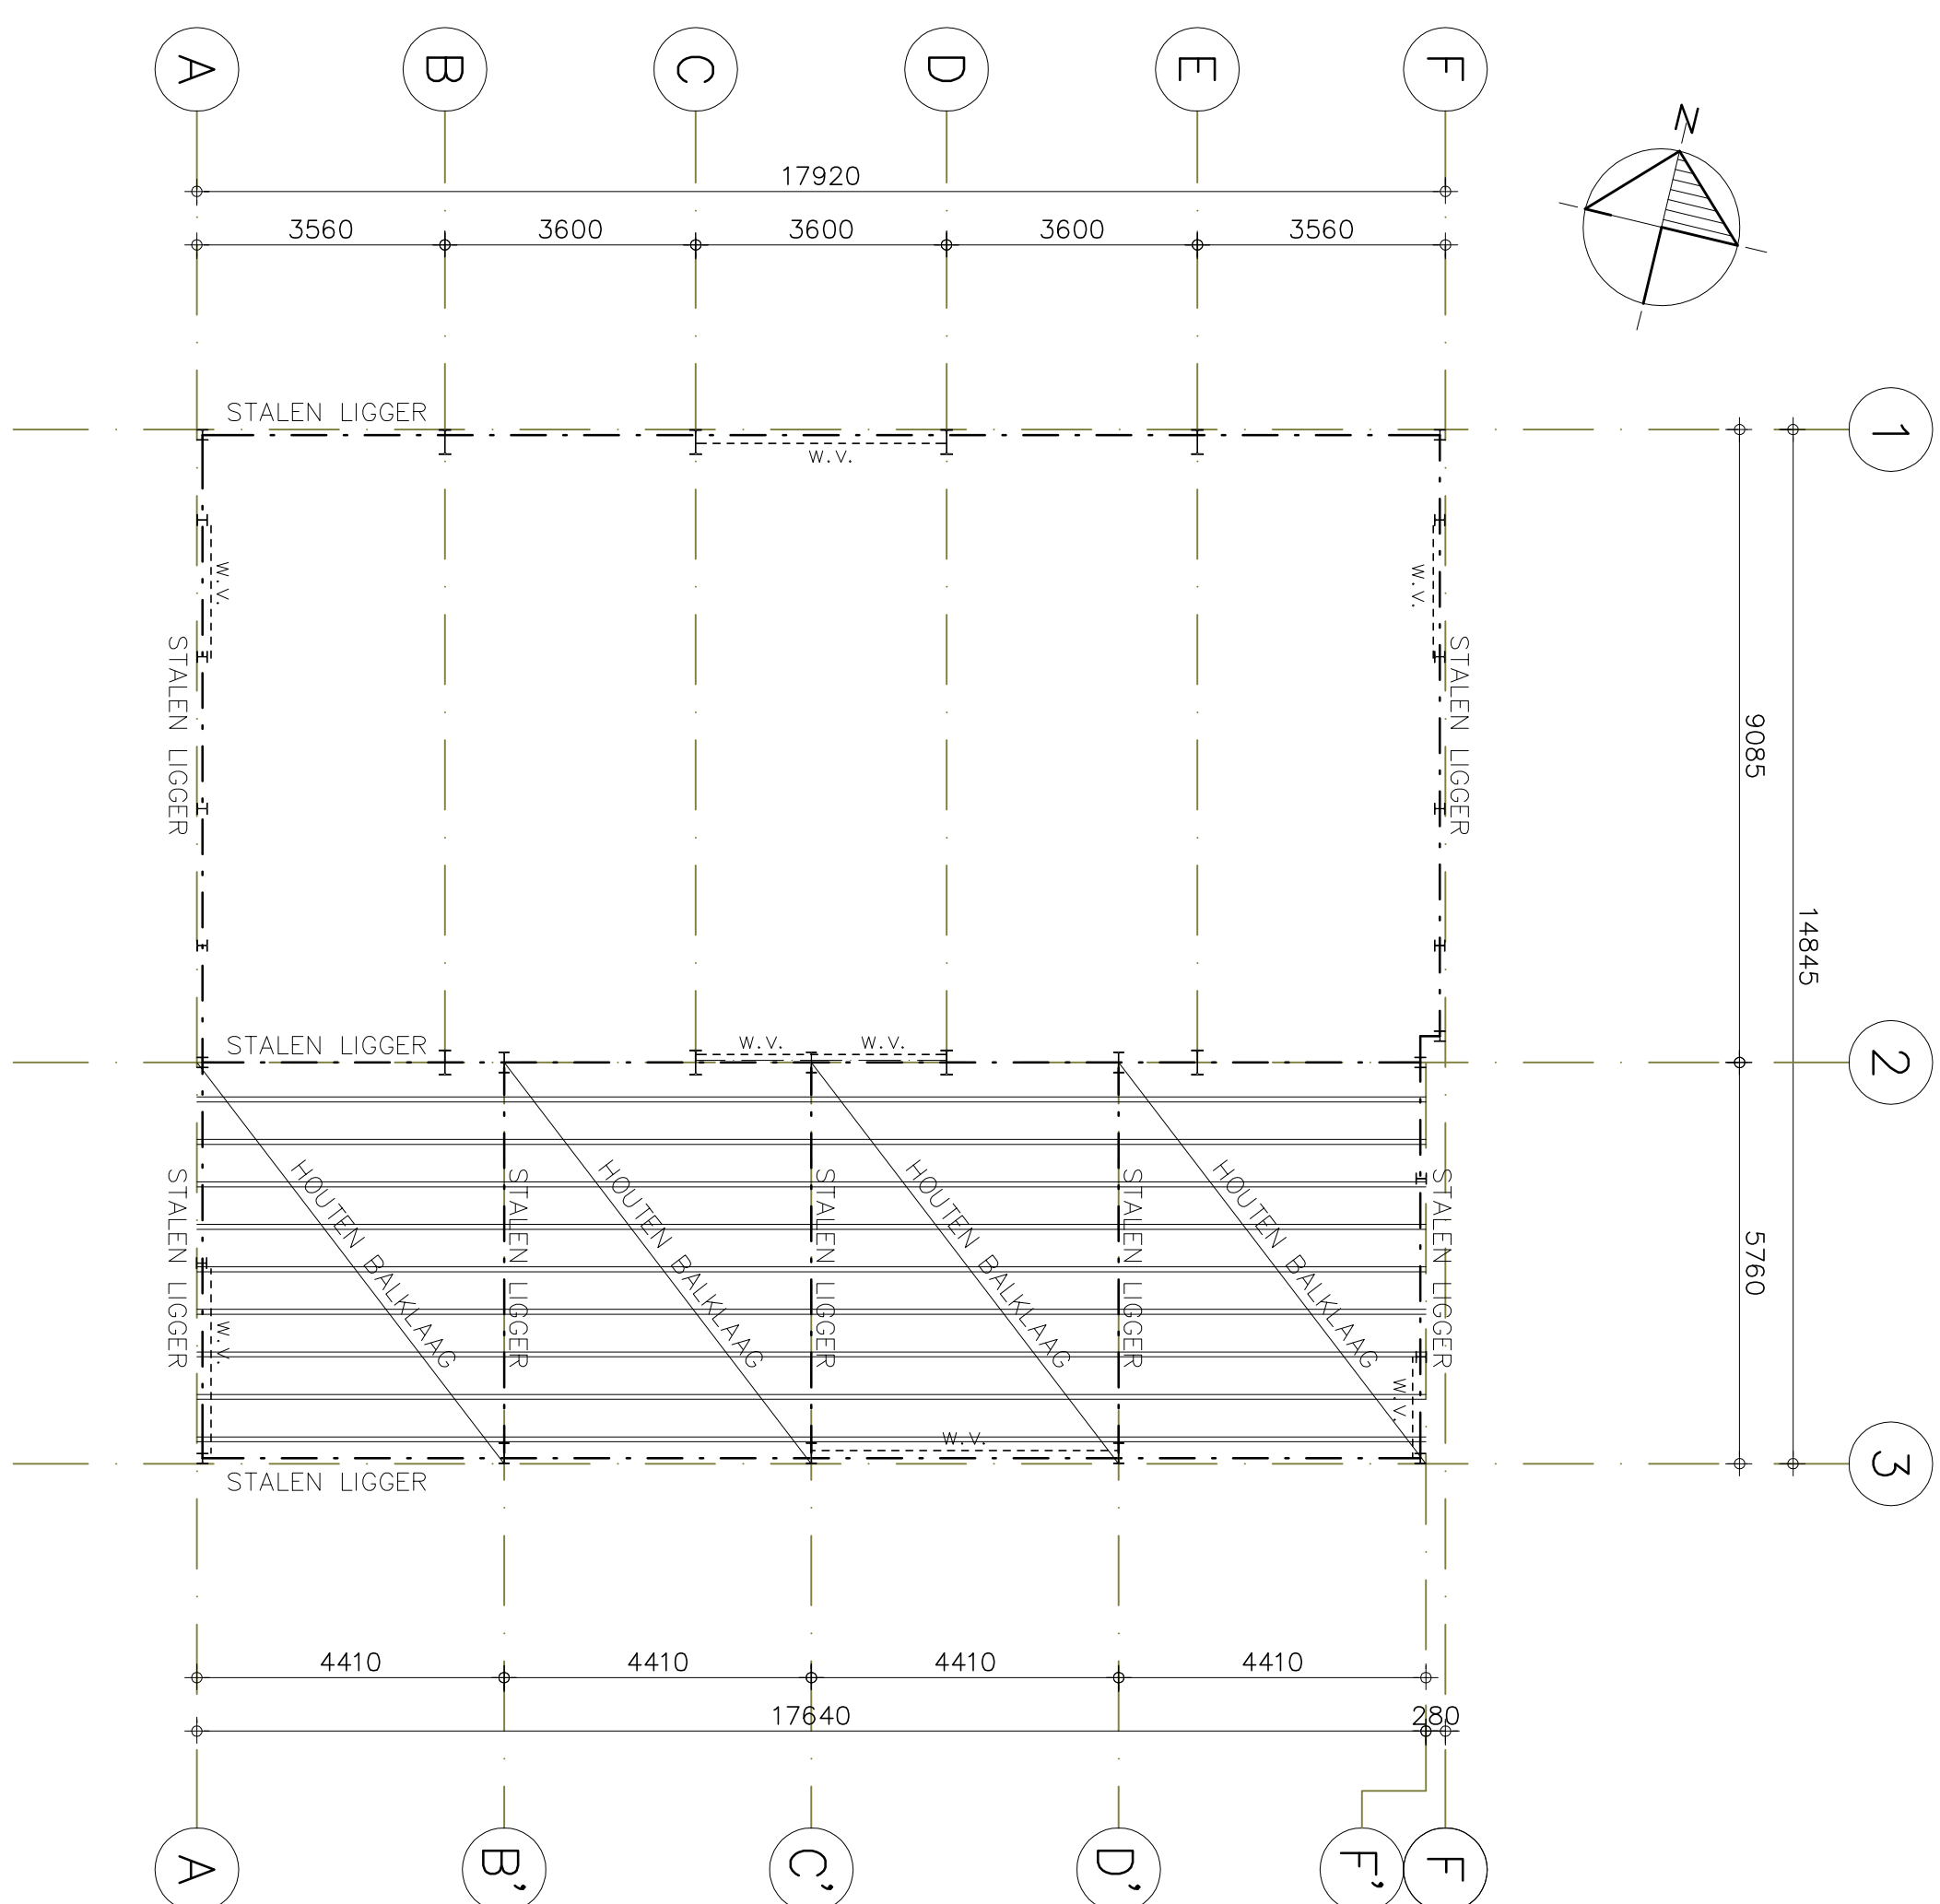 A
B
C
D
E
F
N
17920
3560
3600
3600
3600
3560
1
STALEN LIGGER
W.V.
W.V.
W.V.
STALEN LIGGER
STALEN LIGGER
9085
14845
STALEN LIGGER
W.V.
W.V.
2
STALEN LIGGER
HOUTEN BALKLAAG
STALEN LIGGER
HOUTEN BALKLAAG
STALEN LIGGER
HOUTEN BALKLAAG
STALEN LIGGER
HOUTEN BALKLAAG
STALEN LIGGER
5760
W.V.
W.V.
W.V.
STALEN LIGGER
3
4410
4410
4410
4410
17640
280
A
B'
C'
D'
F'
F